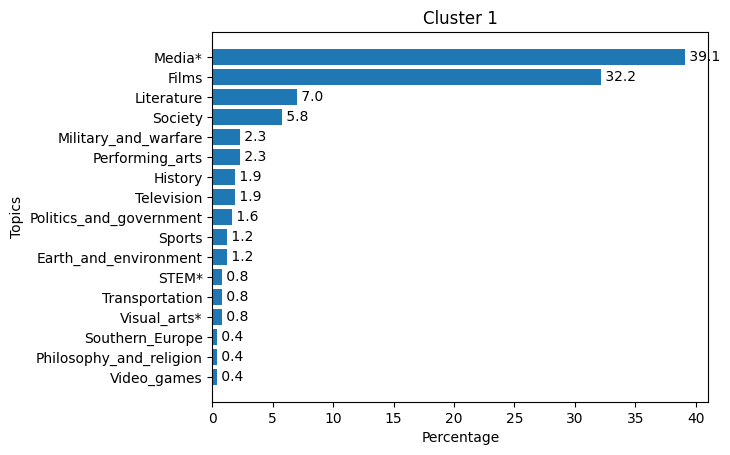 Cluster 1
Topics
Media* 39.1
Films 32.2
Literature 7.0
Society 5.8
Military_and_warfare 2.3
Performing_arts 2.3
History 1.9
Television 1.9
Politics_and_government 1.6
Sports 1.2
Earth_and_environment 1.2
STEM* 0.8
Transportation 0.8
Visual_arts* 0.8
Southern_Europe 0.4
Philosophy_and_religion 0.4
Video_games 0.4
0 5 10 15 20 25 30 35 40
Percentage